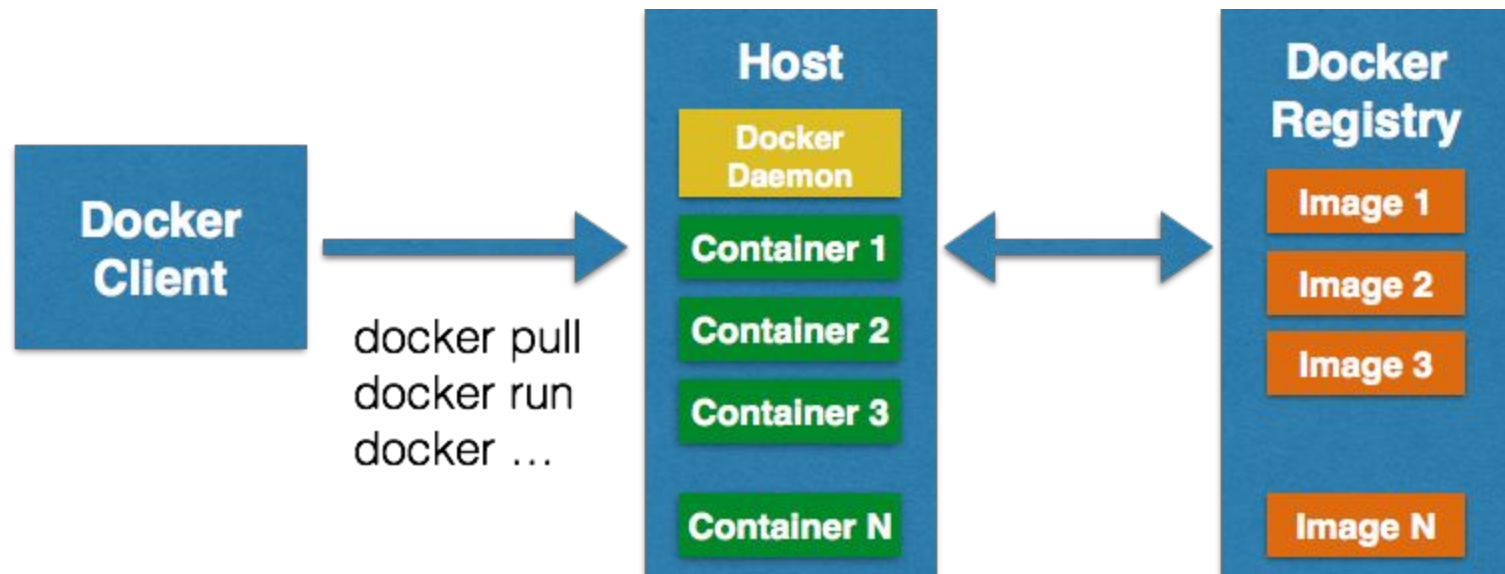 Docker
Client
docker pull
docker run
docker ...
Host
Docker
Daemon
Container 1
Container 2
Container 3
Container N
Docker
Registry
Image 1
Image 2
Image 3
Image N